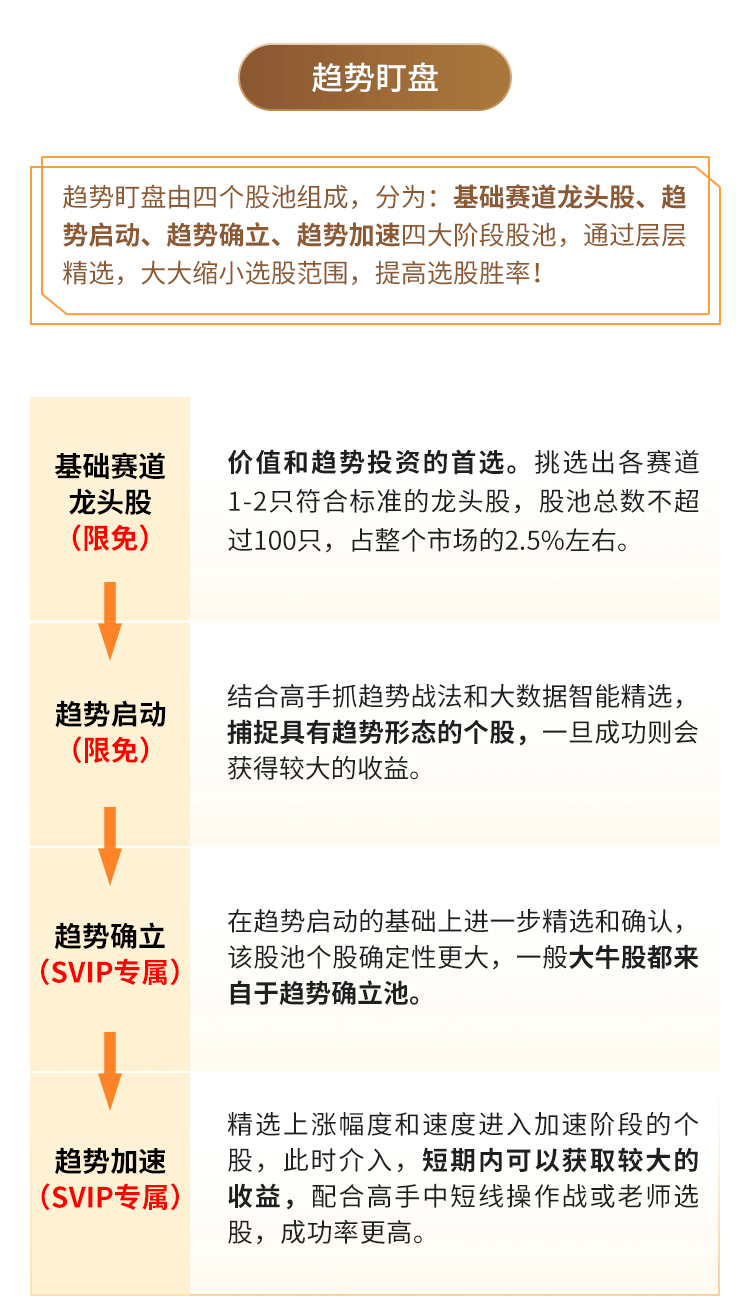 趋势盯盘
趋势盯盘由四个股池组成，分为：基础赛道龙头股、趋
势启动、趋势确立、趋势加速四大阶段股池，通过层层
精选，大大缩小选股范围，提高选股胜率！
基础赛道
龙头股
（限免）
价值和趋势投资的首选。挑选出各赛道
1-2只符合标准的龙头股，股池总数不超
过100只，占整个市场的2.5%左右。
趋势启动
（限免）
结合高手抓趋势战法和大数据智能精选，
捕捉具有趋势形态的个股，一旦成功则会
获得较大的收益。
趋势确立
（SVIP专属）
在趋势启动的基础上进一步精选和确认，
该股池个股确定性更大，一般大牛股都来
自于趋势确立池。
趋势加速
（SVIP专属）
精选上涨幅度和速度进入加速阶段的个
股，此时介入，短期内可以获取较大的
收益，配合高手中短线操作战或老师选
股，成功率更高。